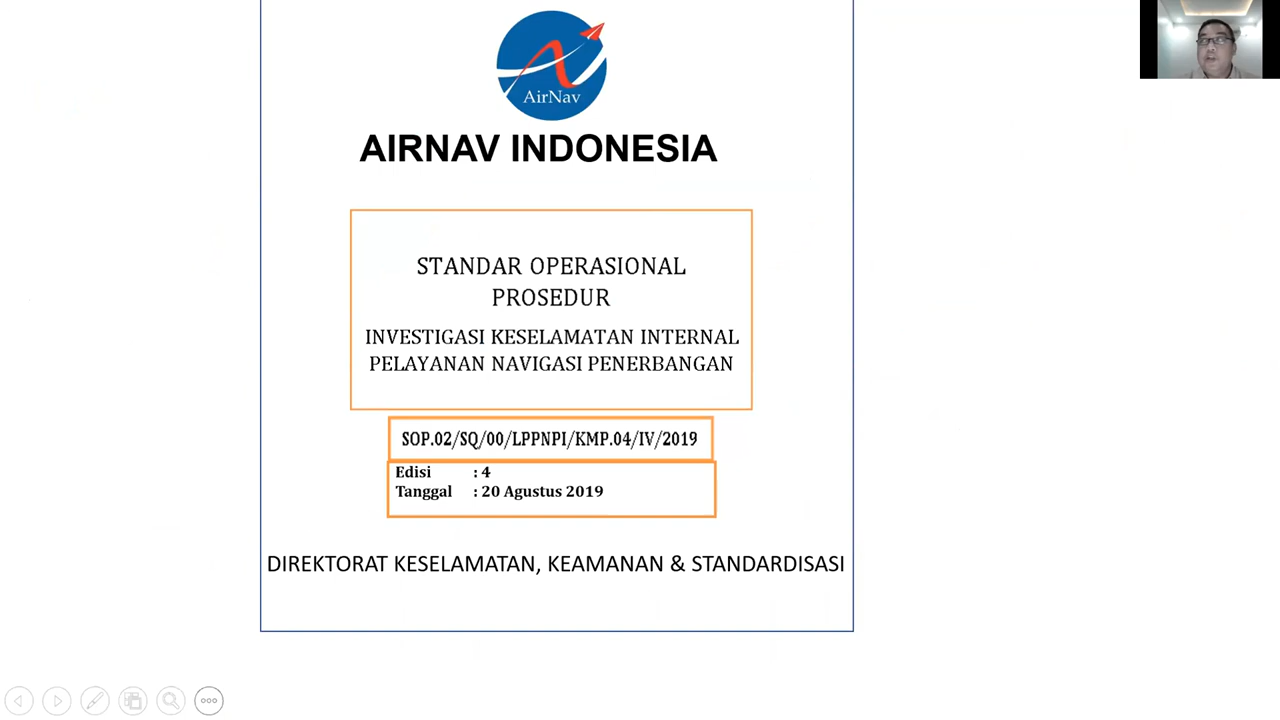 AirNav
AIRNAV INDONESIA
STANDAR OPERASIONAL
PROSEDUR
INVESTIGASI KESELAMATAN INTERNAL
PELAYANAN NAVIGASI PENERBANGAN
SOP.02/SQ/00/LPPNPI/KMP.04/IV/2019
Edisi : 4
Tanggal : 20 Agustus 2019
DIREKTORAT KESELAMATAN, KEAMANAN & STANDARDISASI